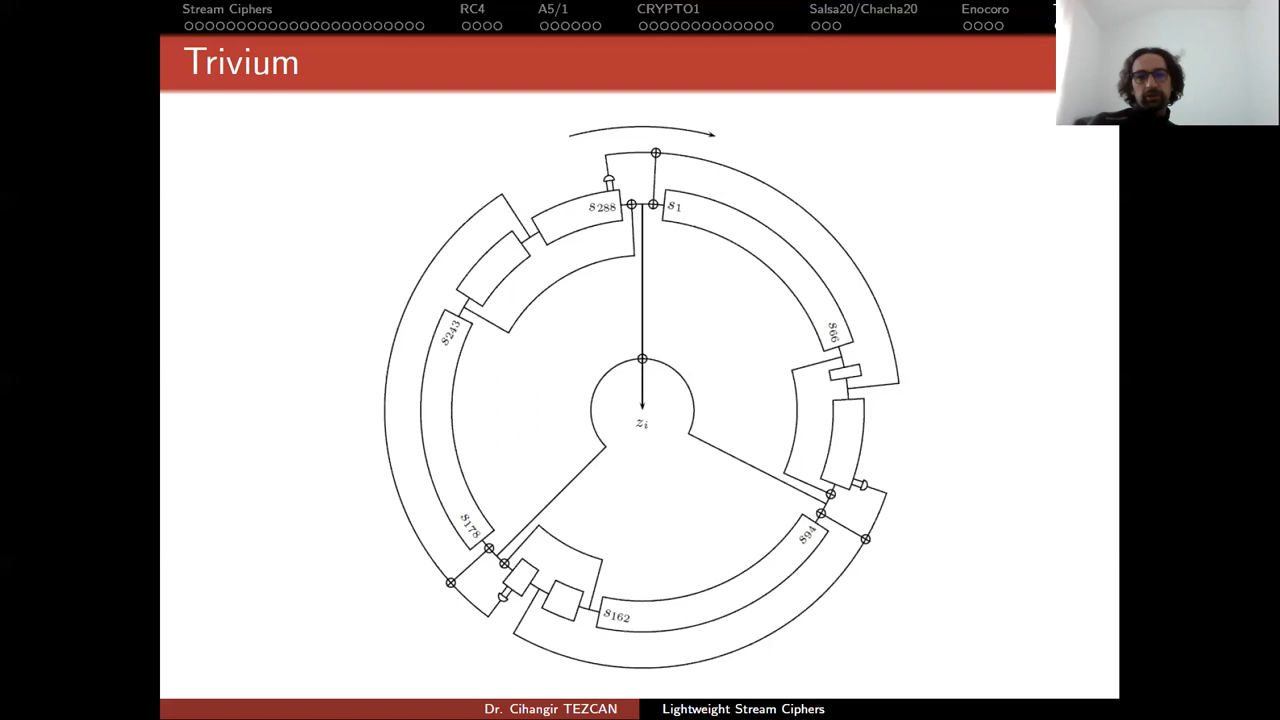 Stream Ciphers RC4 A5/1 CRYPTO1 Salsa20/Chacha20 Enocoro
Trivium
s288 s1
s243 s66
zi
s178 s94
s162
Dr. Cihangir TEZCAN Lightweight Stream Ciphers